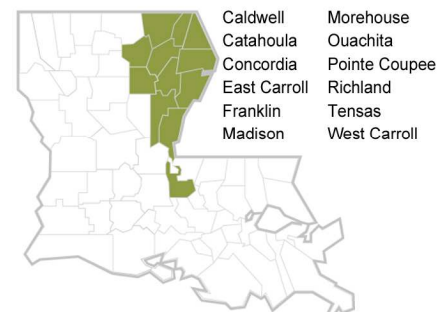 Caldwell Morehouse
Catahoula Ouachita
Concordia Pointe Coupee
East Carroll Richland
Franklin Tensas
Madison West Carroll